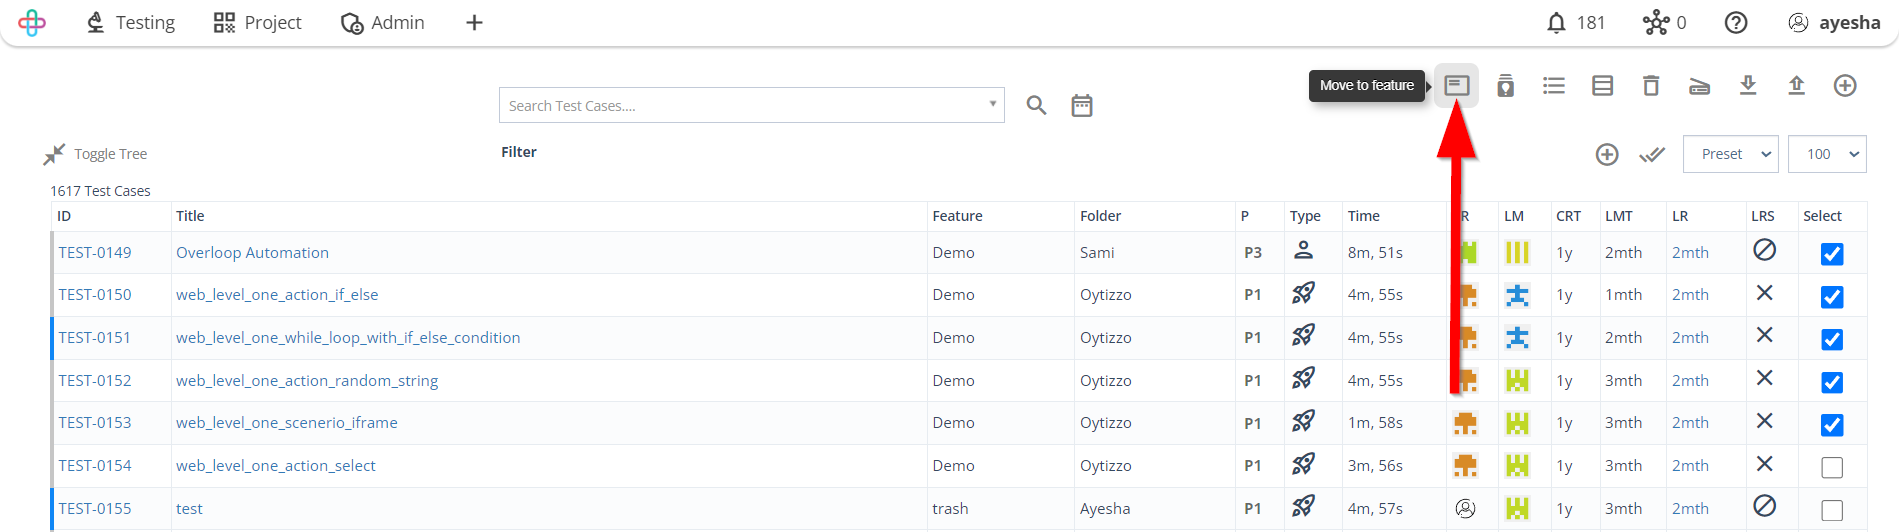 Testing Project Admin 181 0 ayesha
Move to feature
Search Test Cases....
Toggle Tree Filter Preset 100
1617 Test Cases
ID Title Feature Folder P Type Time R LM CRT LMT LR LRS Select
TEST-0149 Overloop Automation Demo Sami P3 8m, 51s 1y 2mth 2mth
TEST-0150 web_level_one_action_if_else Demo Oytizzo P1 4m, 55s 1y 1mth 2mth
TEST-0151 web_level_one_while_loop_with_if_else_condition Demo Oytizzo P1 4m, 55s 1y 2mth 2mth
TEST-0152 web_level_one_action_random_string Demo Oytizzo P1 4m, 55s 1y 3mth 2mth
TEST-0153 web_level_one_scenerio_iframe Demo Oytizzo P1 1m, 58s 1y 3mth 2mth
TEST-0154 web_level_one_action_select Demo Oytizzo P1 3m, 56s 1y 3mth 2mth
TEST-0155 test trash Ayesha P1 4m, 57s 1y 3mth 2mth